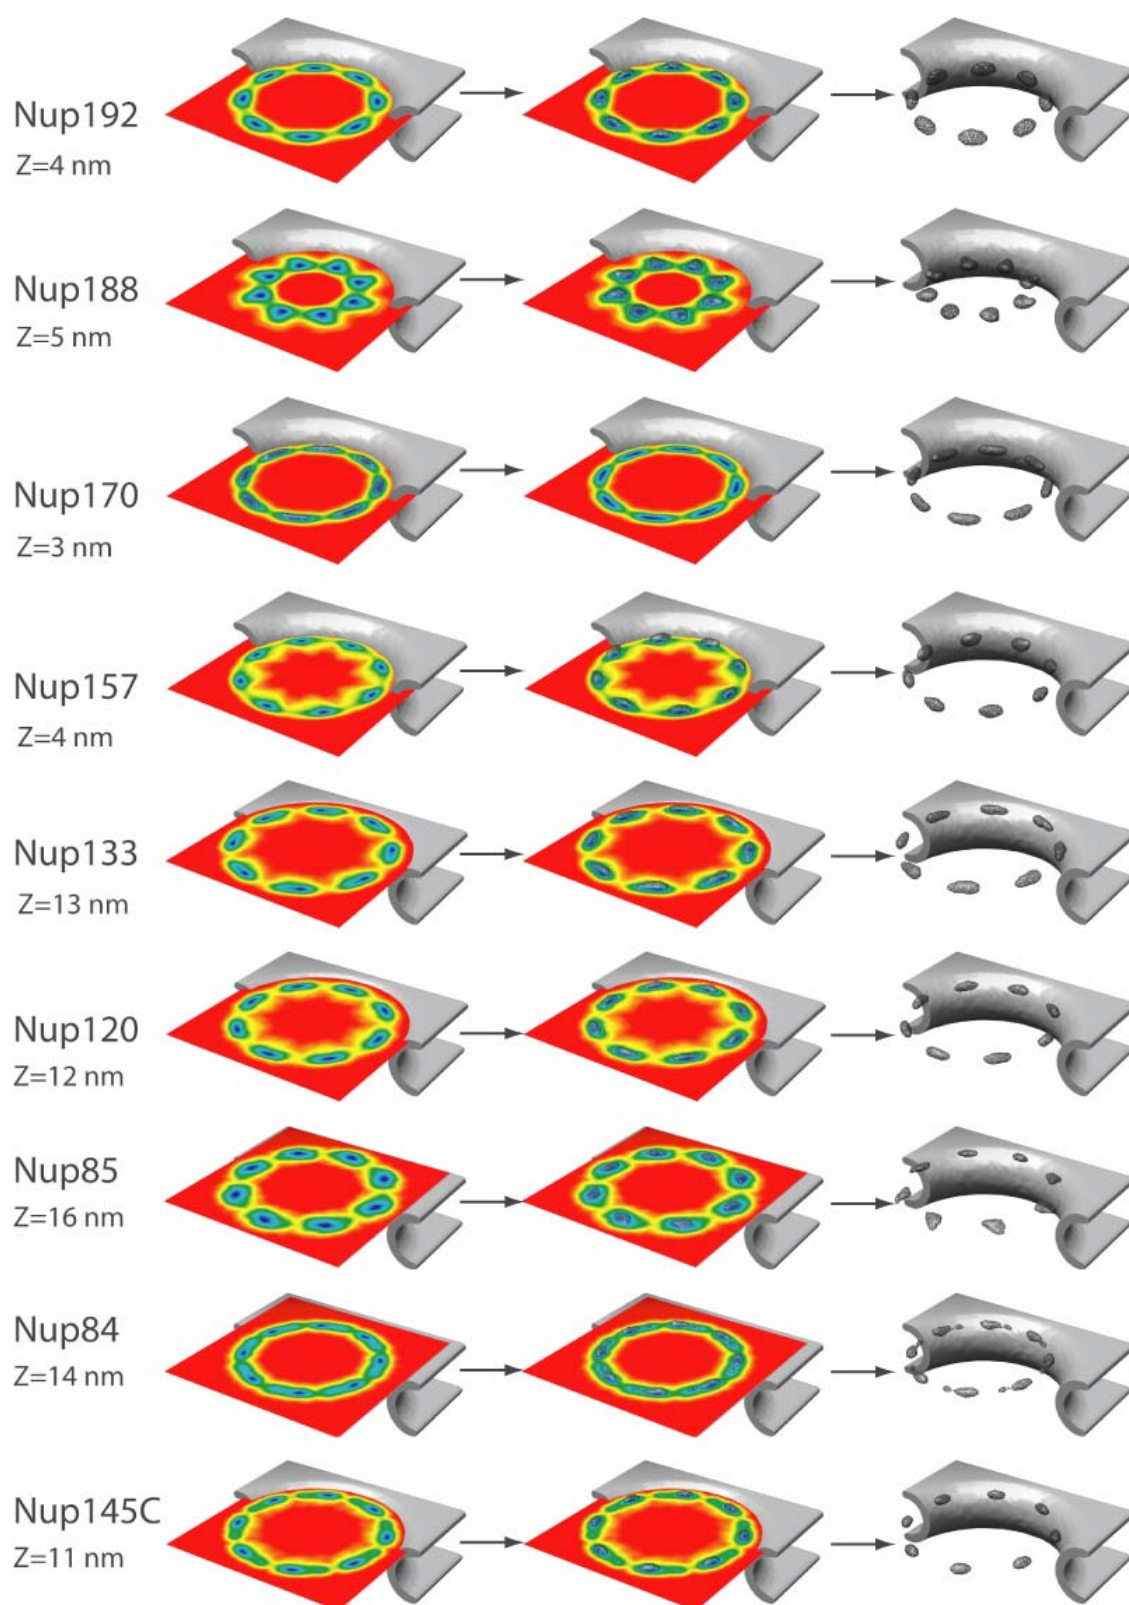 Nup192
Z=4 nm
Nup188
Z=5 nm
Nup170
Z=3 nm
Nup157
Z=4 nm
Nup133
Z=13 nm
Nup120
Z=12 nm
Nup85
Z=16 nm
Nup84
Z=14 nm
Nup145C
Z=11 nm